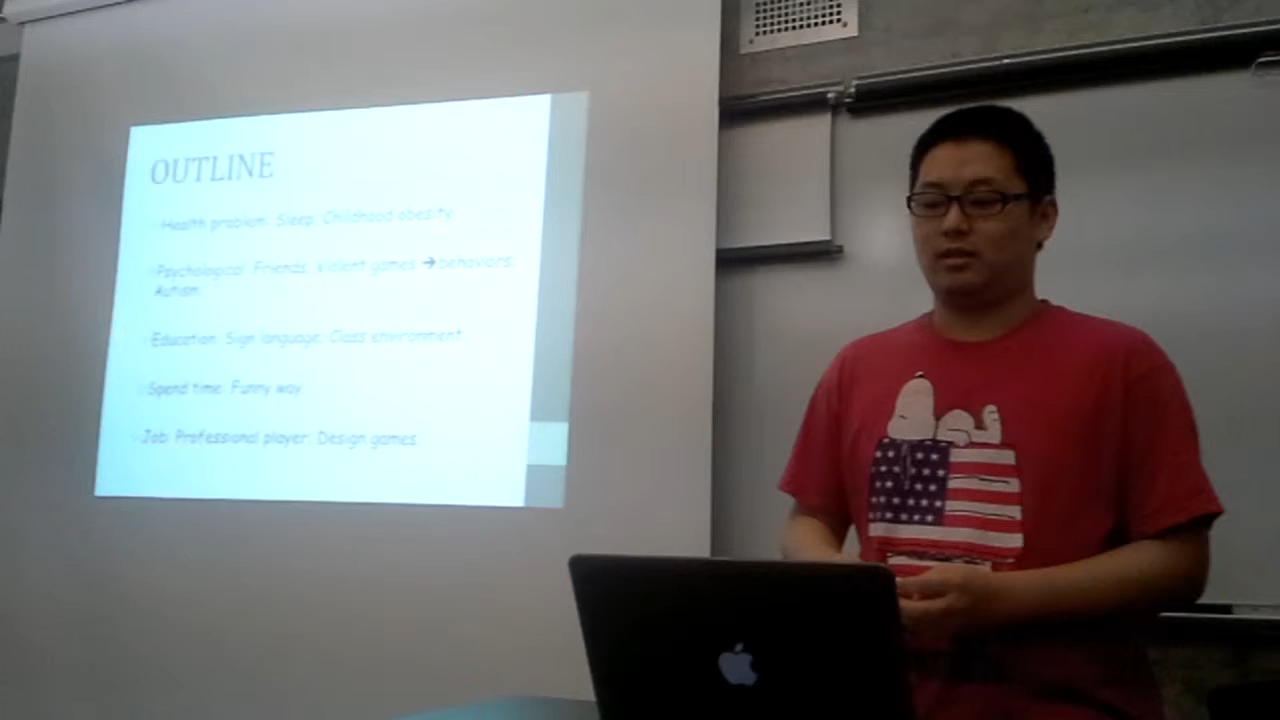 OUTLINE
Health problem: Sleep; Childhood obesity
Psychological: Friends; Violent games → behaviors
Autism
Education: Sign language; Class environment
Spend time: Funny way
Job: Professional player; Design games